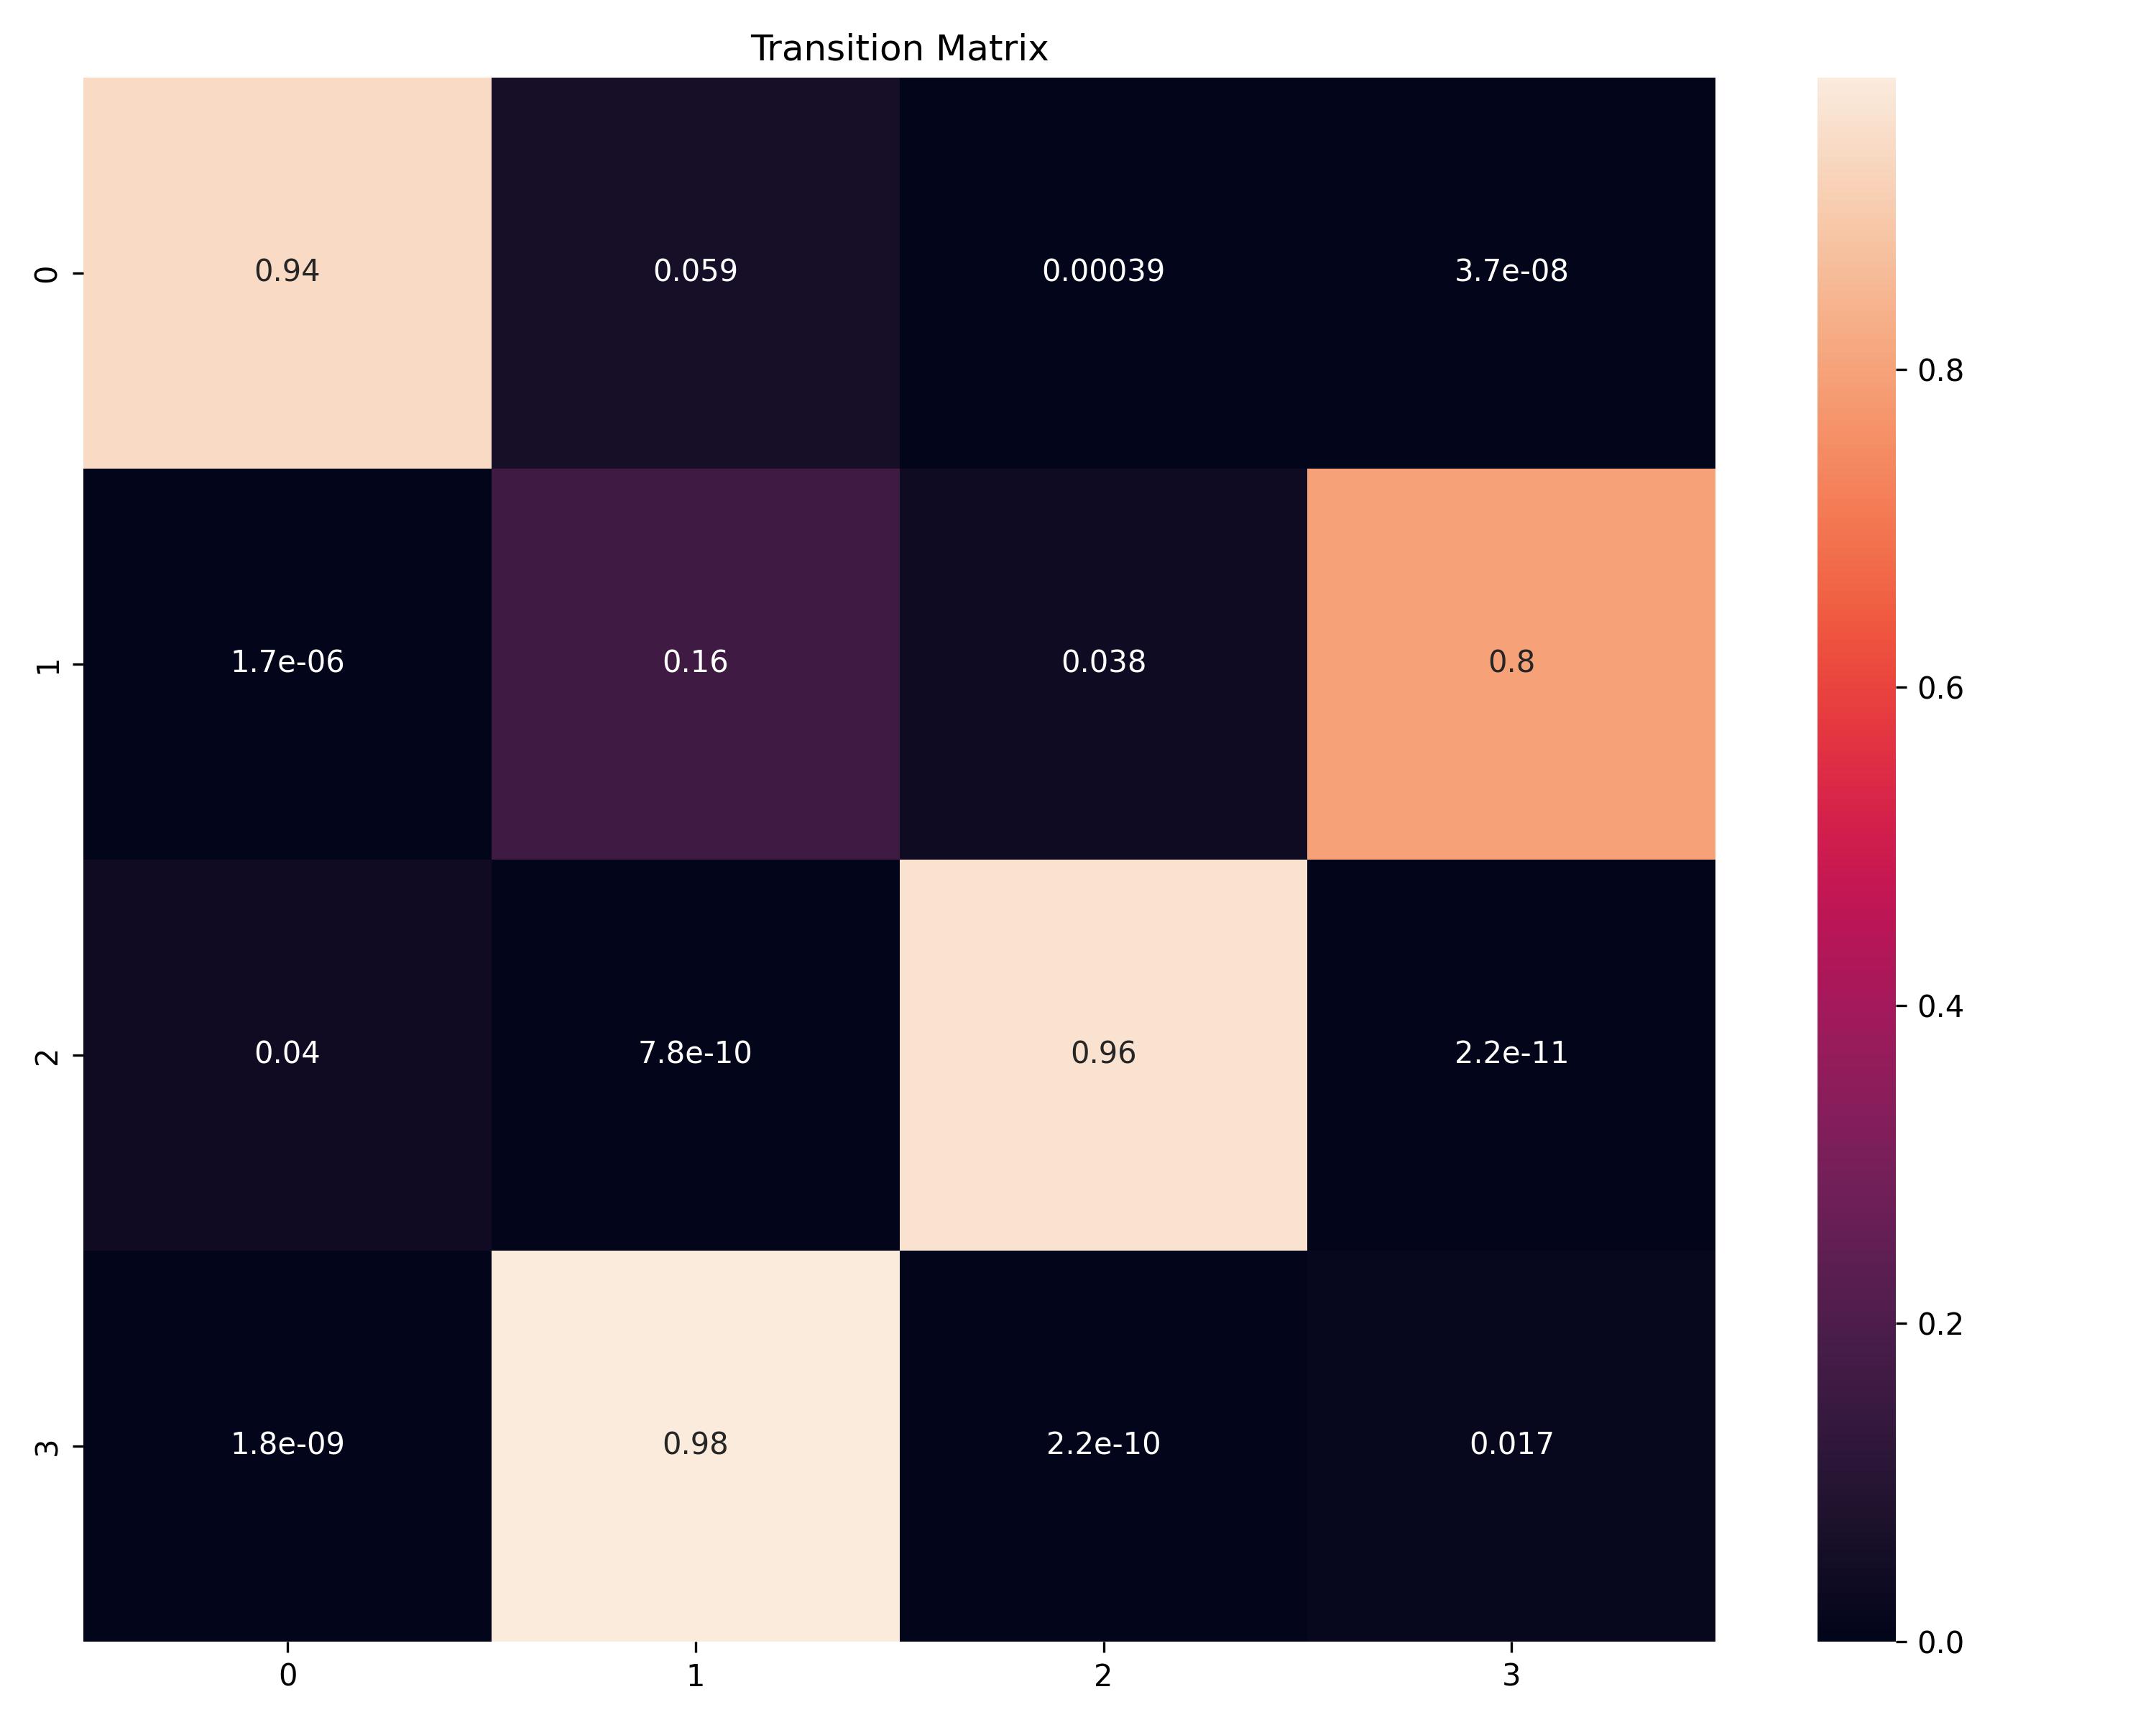 Transition Matrix
0 0.94 0.059 0.00039 3.7e-08
1 1.7e-06 0.16 0.038 0.8
2 0.04 7.8e-10 0.96 2.2e-11
3 1.8e-09 0.98 2.2e-10 0.017
0 1 2 3
0.8
0.6
0.4
0.2
0.0